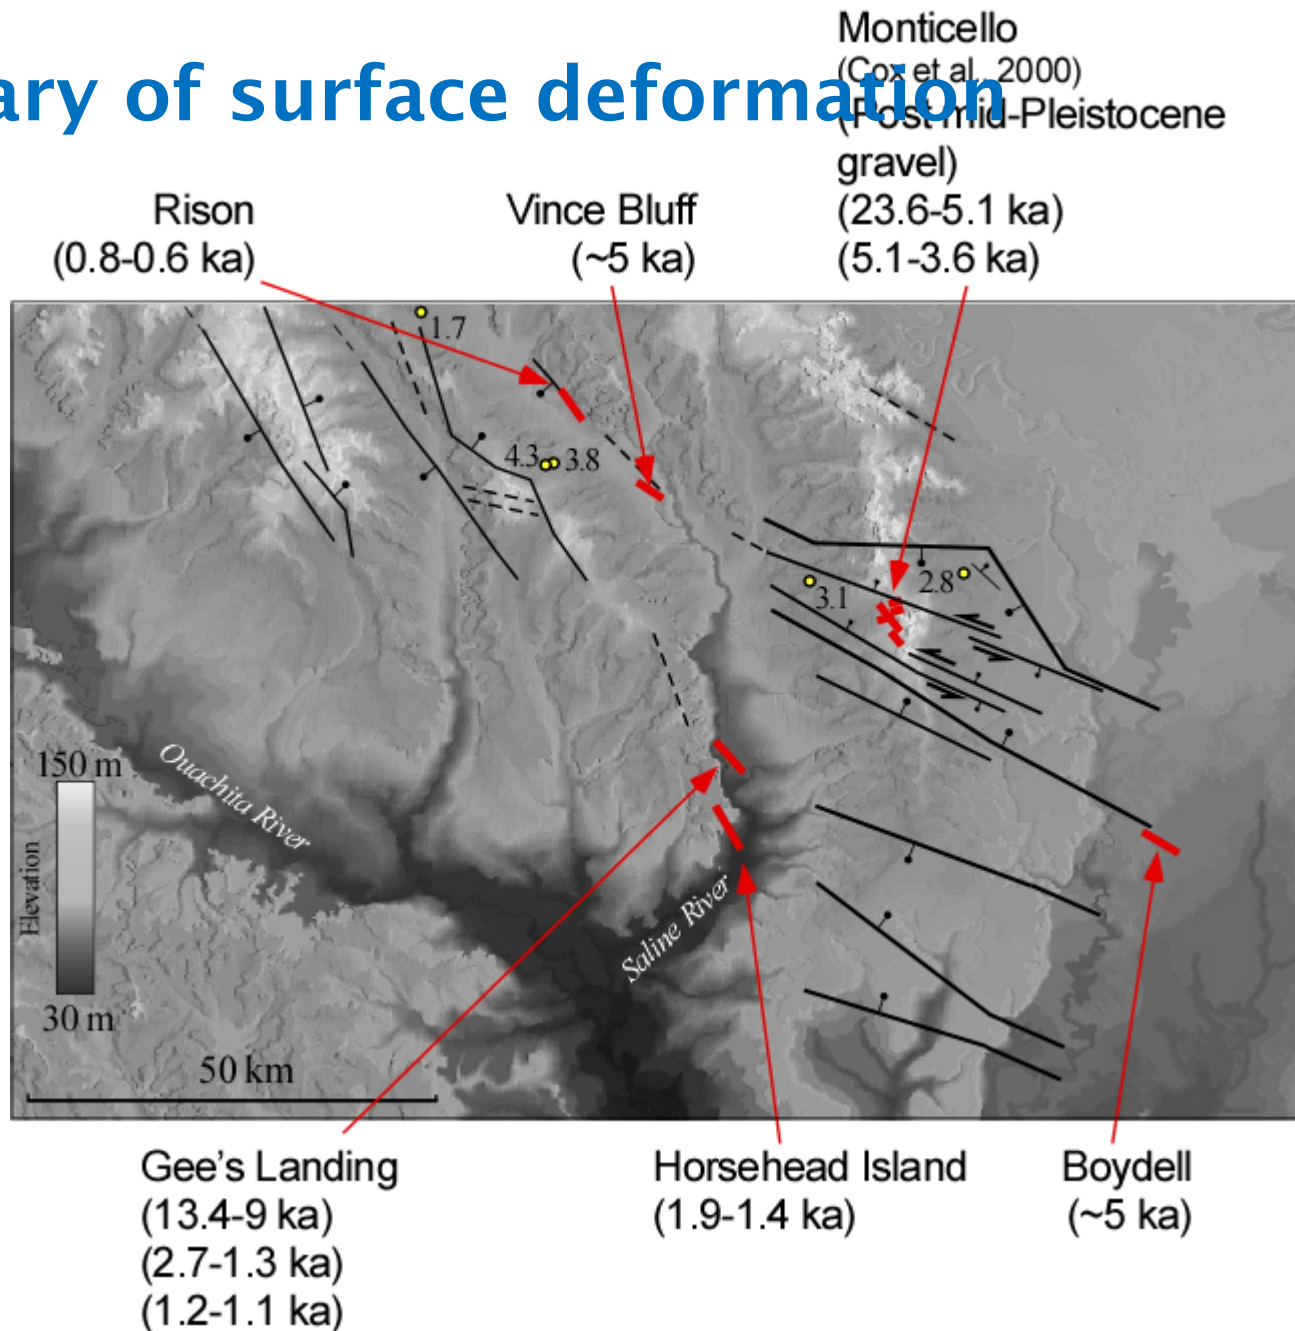 ary of surface deformation
Monticello
(Cox et al., 2000)
(Post mid-Pleistocene
gravel)
(23.6-5.1 ka)
(5.1-3.6 ka)
Rison
(0.8-0.6 ka)
Vince Bluff
(~5 ka)
1.7
4.3 3.8
2.8
3.1
150 m
Elevation
30 m
Ouachita River
Saline River
50 km
Gee's Landing
(13.4-9 ka)
(2.7-1.3 ka)
(1.2-1.1 ka)
Horsehead Island
(1.9-1.4 ka)
Boydell
(~5 ka)